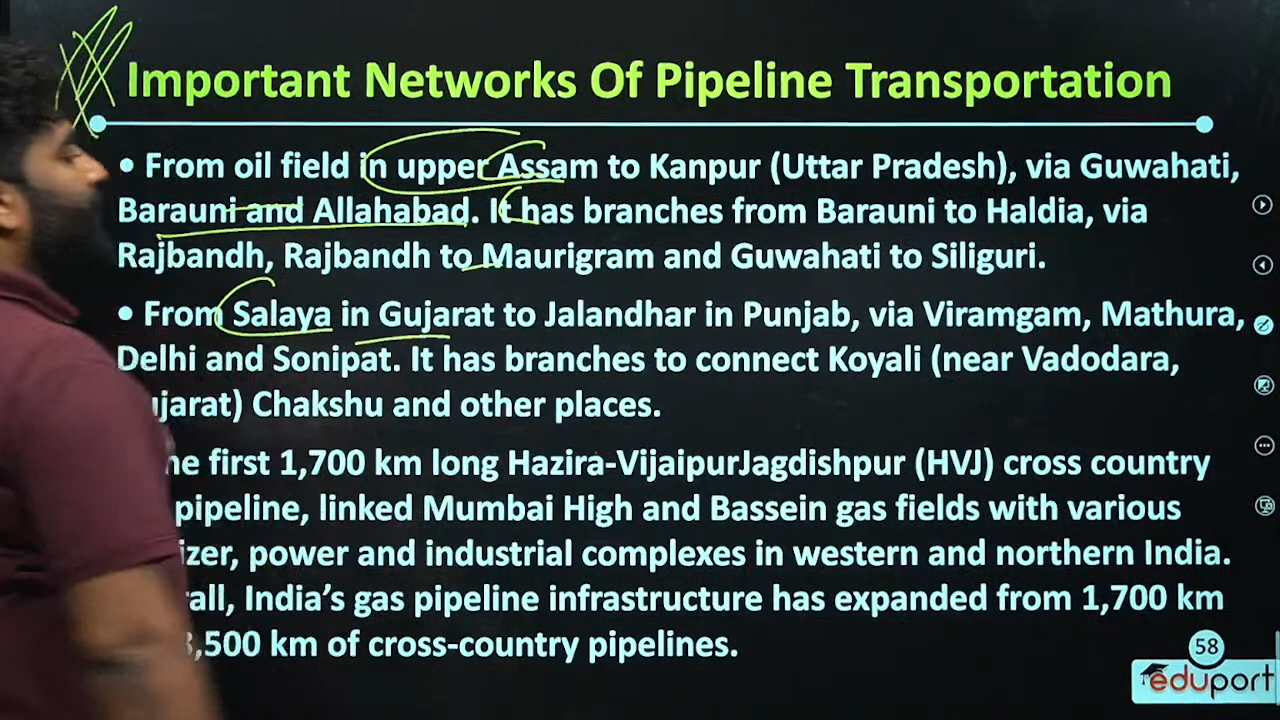 Important Networks Of Pipeline Transportation
• From oil field in upper Assam to Kanpur (Uttar Pradesh), via Guwahati,
Barauni and Allahabad. It has branches from Barauni to Haldia, via
Rajbandh, Rajbandh to Maurigram and Guwahati to Siliguri.
• From Salaya in Gujarat to Jalandhar in Punjab, via Viramgam, Mathura,
Delhi and Sonipat. It has branches to connect Koyali (near Vadodara,
jarat) Chakshu and other places.
he first 1,700 km long Hazira-VijaipurJagdishpur (HVJ) cross country
pipeline, linked Mumbai High and Bassein gas fields with various
izer, power and industrial complexes in western and northern India.
rall, India's gas pipeline infrastructure has expanded from 1,700 km
,500 km of cross-country pipelines.
58
eduport